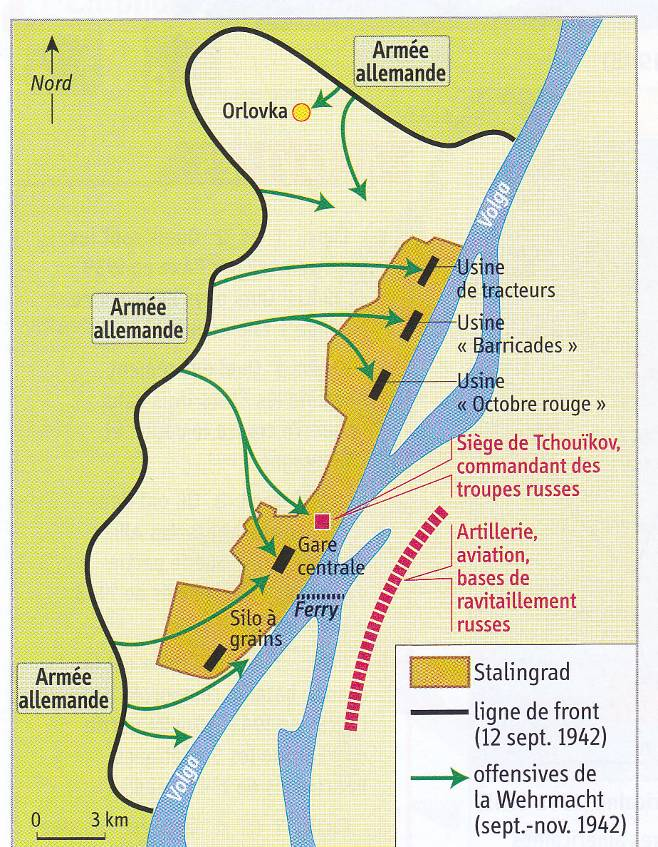 Armée
allemande
Nord
Orlovka
Volga
Usine
de tracteurs
Armée
allemande
Usine
« Barricades »
Usine
« Octobre rouge »
Siège de Tchouïkov,
commandant des
troupes russes
Gare
centrale
Artillerie,
aviation,
bases de
ravitaillement
russes
Ferry
Silo à
grains
Armée
allemande
Stalingrad
ligne de front
(12 sept. 1942)
offensives de
la Wehrmacht
(sept.-nov. 1942)
Volga
0 3 km